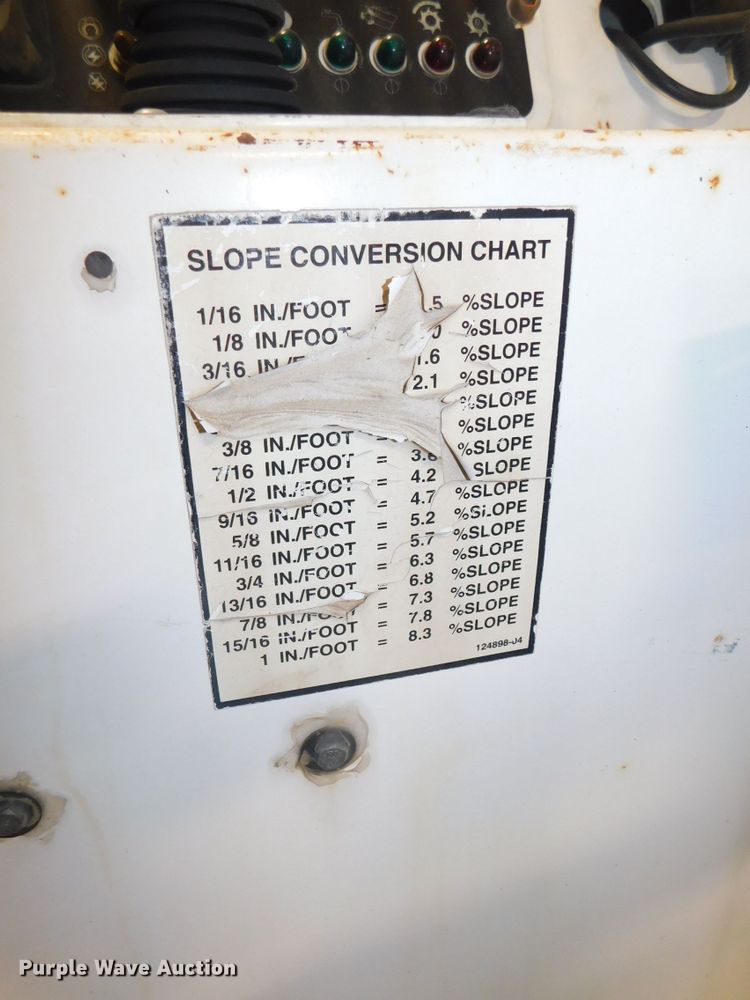 SLOPE CONVERSION CHART
1/16 IN./FOOT = .5 %SLOPE
1/8 IN./FOOT %SLOPE
3/16 1.6 %SLOPE
2.1 %SLOPE
%SLOPE
3/8 IN./FOOT = %SLOPE
7/16 IN./FOOT = %SLOPE
1/2 IN./FOOT = 4.2 SLOPE
9/16 IN./FOOT = 4.7 %SLOPE
5/8 IN./FOOT = 5.2 %SLOPE
11/16 IN./FOOT = 5.7 %SLOPE
3/4 IN./FOOT = 6.3 %SLOPE
13/16 IN./FOOT = 6.8 %SLOPE
7/8 IN./FOOT = 7.3 %SLOPE
15/16 IN./FOOT = 7.8 %SLOPE
1 IN./FOOT = 8.3 %SLOPE
124898-04
Purple Wave Auction